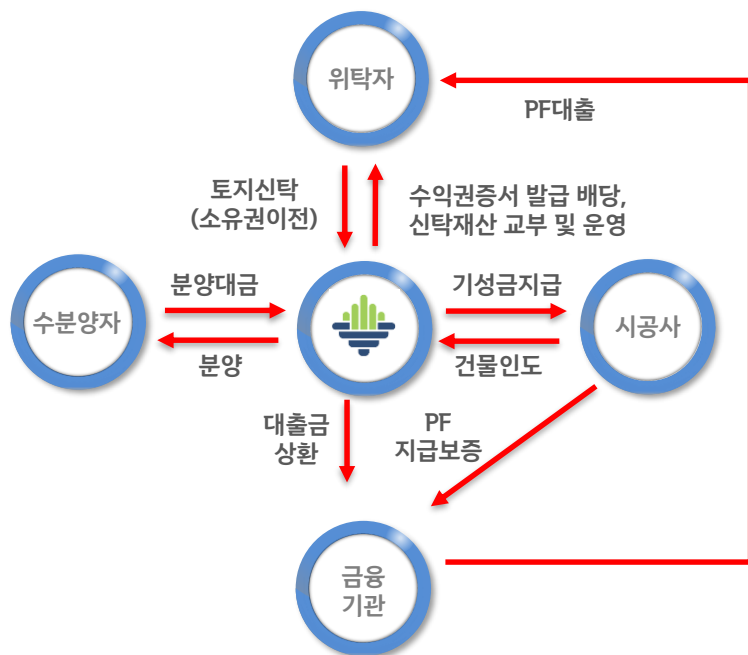 위탁자
PF대출
토지신탁
(소유권이전)
수익권증서 발급 배당,
신탁재산 교부 및 운영
분양대금
기성금지급
수분양자
시공사
분양
건물인도
대출금
상환
PF
지급보증
금융
기관